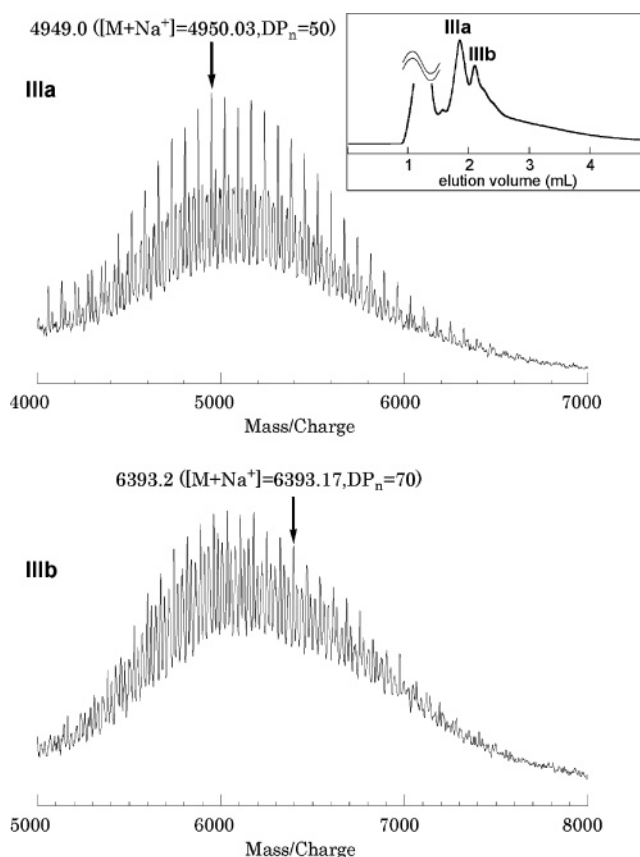 4949.0 ([M+Na⁺]=4950.03,DPₙ=50)
IIIa
IIIa
IIIb
1 2 3 4
elution volume (mL)
4000 5000 6000 7000
Mass/Charge
6393.2 ([M+Na⁺]=6393.17,DPₙ=70)
IIIb
5000 6000 7000 8000
Mass/Charge